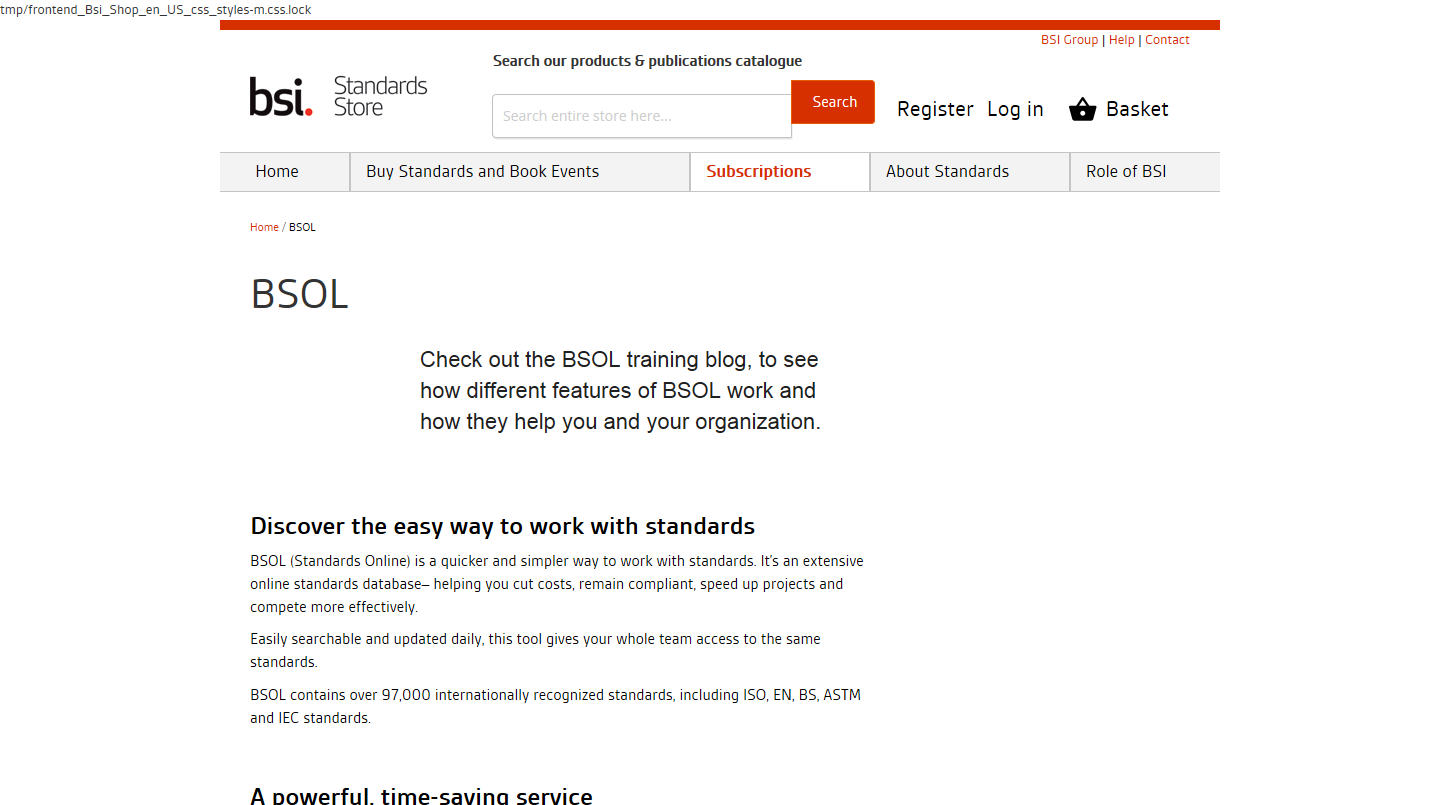 tmp/frontend_Bsi_Shop_en_US_css_styles-m.css.lock
BSI Group | Help | Contact
Search our products & publications catalogue
bsi. Standards Store
Search entire store here...
Search
Register
Log in
Basket
Home
Buy Standards and Book Events
Subscriptions
About Standards
Role of BSI
Home / BSOL
BSOL
Check out the BSOL training blog, to see
how different features of BSOL work and
how they help you and your organization.
Discover the easy way to work with standards
BSOL (Standards Online) is a quicker and simpler way to work with standards. It's an extensive
online standards database– helping you cut costs, remain compliant, speed up projects and
compete more effectively.
Easily searchable and updated daily, this tool gives your whole team access to the same
standards.
BSOL contains over 97,000 internationally recognized standards, including ISO, EN, BS, ASTM
and IEC standards.
A powerful, time-saving service